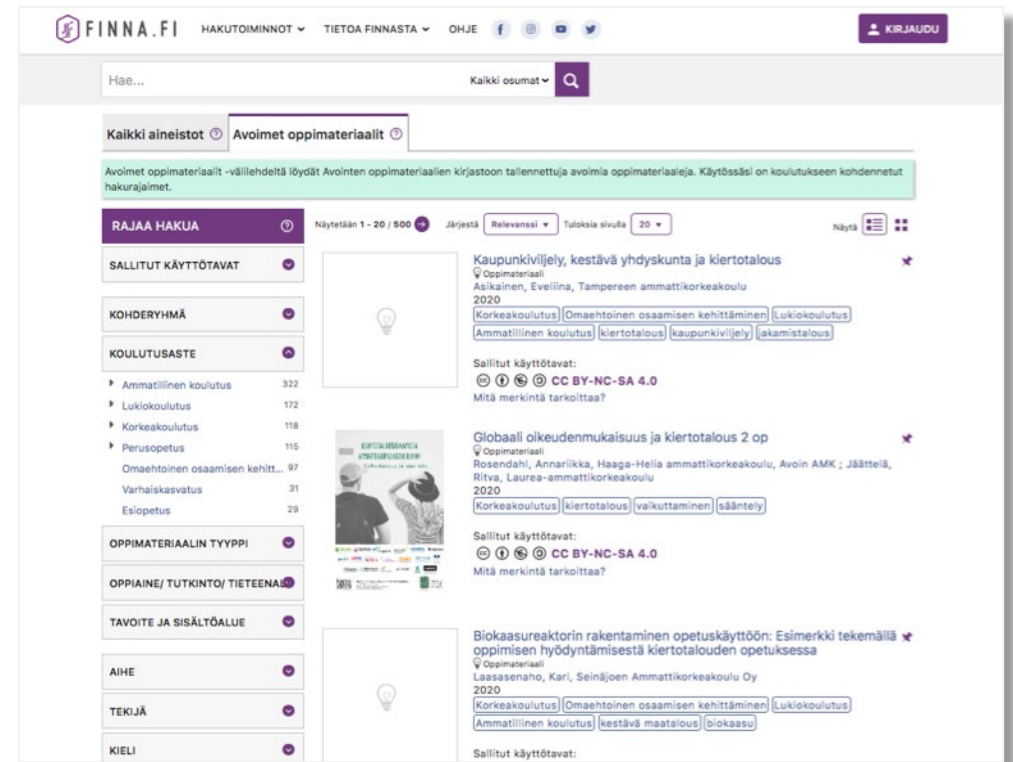 FINNA.FI HAKUTOIMINNOT TIETOA FINNASTA OHJE KIRJAUDU
Hae... Kaikki osumat
Kaikki aineistot Avoimet oppimateriaalit
Avoimet oppimateriaalit -välilehdeltä löydät Avointen oppimateriaalien kirjastoon tallennettuja avoimia oppimateriaaleja. Käytössäsi on koulutukseen kohdennetut
hakurajaimet.
RAJAA HAKUA
Näytetään 1 - 20 / 500 Järjestä Relevanssi Tuloksia sivulla 20 Näytä
SALLITUT KÄYTTÖTAVAT
KOHDERYHMÄ
KOULUTUSASTE
Ammatillinen koulutus 322
Lukiokoulutus 172
Korkeakoulutus 118
Perusopetus 115
Omaehtoinen osaamisen kehitt... 97
Varhaiskasvatus 31
Esiopetus 29
OPPIMATERIAALIN TYYPPI
OPPIAINE/ TUTKINTO/ TIETEENAL
TAVOITE JA SISÄLTÖALUE
AIHE
TEKIJÄ
KIELI
Kaupunkiviljely, kestävä yhdyskunta ja kiertotalous
Oppimateriaali
Asikainen, Eveliina, Tampereen ammattikorkeakoulu
2020
Korkeakoulutus Omaehtoinen osaamisen kehittäminen Lukiokoulutus
Ammatillinen koulutus kiertotalous kaupunkiviljely jakamistalous
Sallitut käyttötavat:
CC BY-NC-SA 4.0
Mitä merkintä tarkoittaa?
Globaali oikeudenmukaisuus ja kiertotalous 2 op
Oppimateriaali
Rosendahl, Annariikka, Haaga-Helia ammattikorkeakoulu, Avoin AMK ; Jäättelä,
Ritva, Laurea-ammattikorkeakoulu
2020
Korkeakoulutus kiertotalous vaikuttaminen sääntely
Sallitut käyttötavat:
CC BY-NC-SA 4.0
Mitä merkintä tarkoittaa?
Biokaasureaktorin rakentaminen opetuskäyttöön: Esimerkki tekemällä
oppimisen hyödyntämisestä kiertotalouden opetuksessa
Oppimateriaali
Laasasenaho, Kari, Seinäjoen Ammattikorkeakoulu Oy
2020
Korkeakoulutus Omaehtoinen osaamisen kehittäminen Lukiokoulutus
Ammatillinen koulutus kestävä maatalous biokaasu
Sallitut käyttötavat: